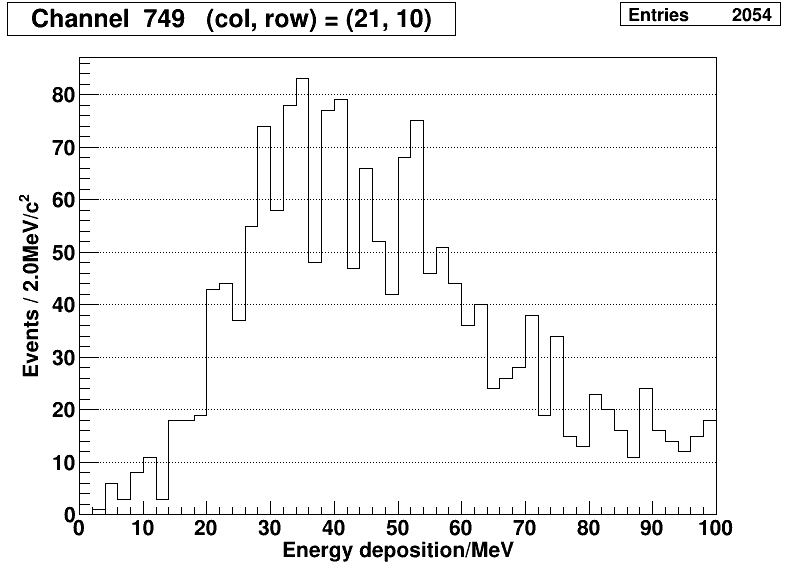 Channel 749 (col, row) = (21, 10)
Entries 2054
Events / 2.0MeV/c²
80
70
60
50
40
30
20
10
0
0 10 20 30 40 50 60 70 80 90 100
Energy deposition/MeV